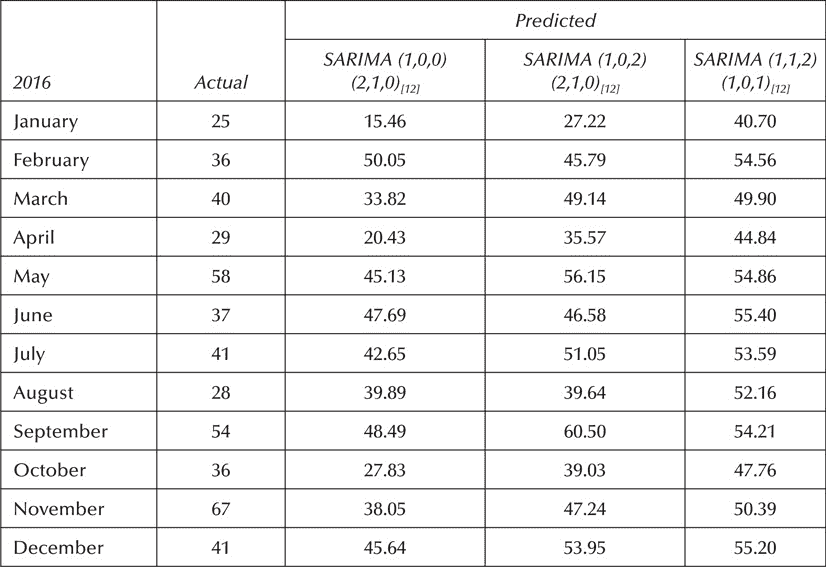 Predicted
2016 Actual SARIMA (1,0,0) (2,1,0)[12] SARIMA (1,0,2) (2,1,0)[12] SARIMA (1,1,2) (1,0,1)[12]
January 25 15.46 27.22 40.70
February 36 50.05 45.79 54.56
March 40 33.82 49.14 49.90
April 29 20.43 35.57 44.84
May 58 45.13 56.15 54.86
June 37 47.69 46.58 55.40
July 41 42.65 51.05 53.59
August 28 39.89 39.64 52.16
September 54 48.49 60.50 54.21
October 36 27.83 39.03 47.76
November 67 38.05 47.24 50.39
December 41 45.64 53.95 55.20